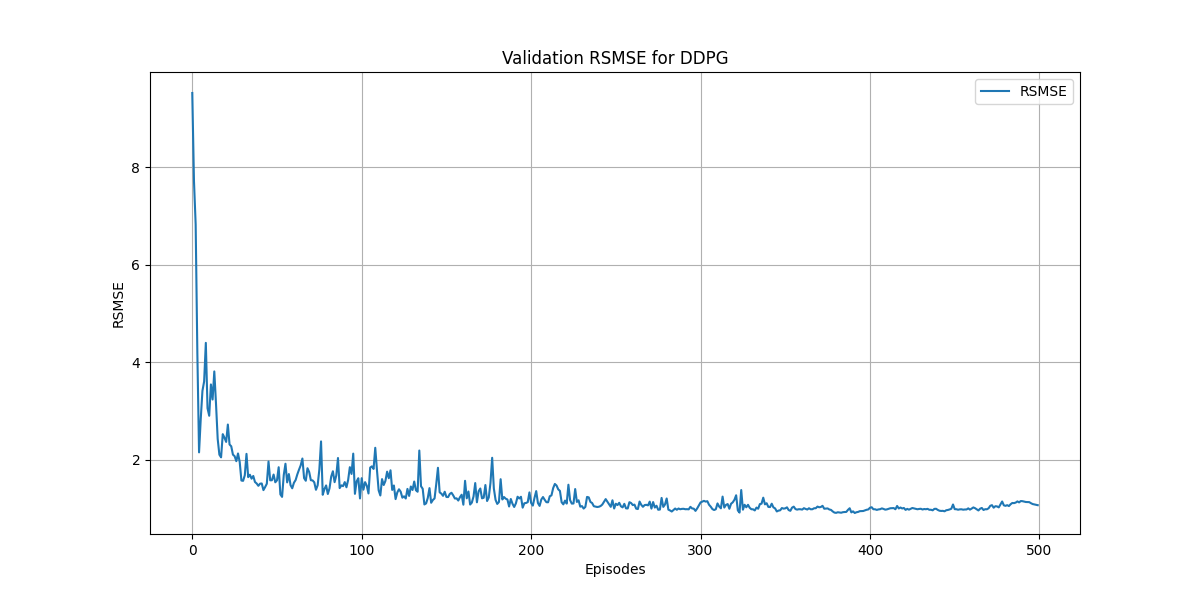 Validation RSMSE for DDPG
RSMSE
RSMSE
8
6
4
2
0
100
200
300
400
500
Episodes